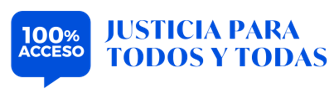 100%
ACCESO
JUSTICIA PARA
TODOS Y TODAS